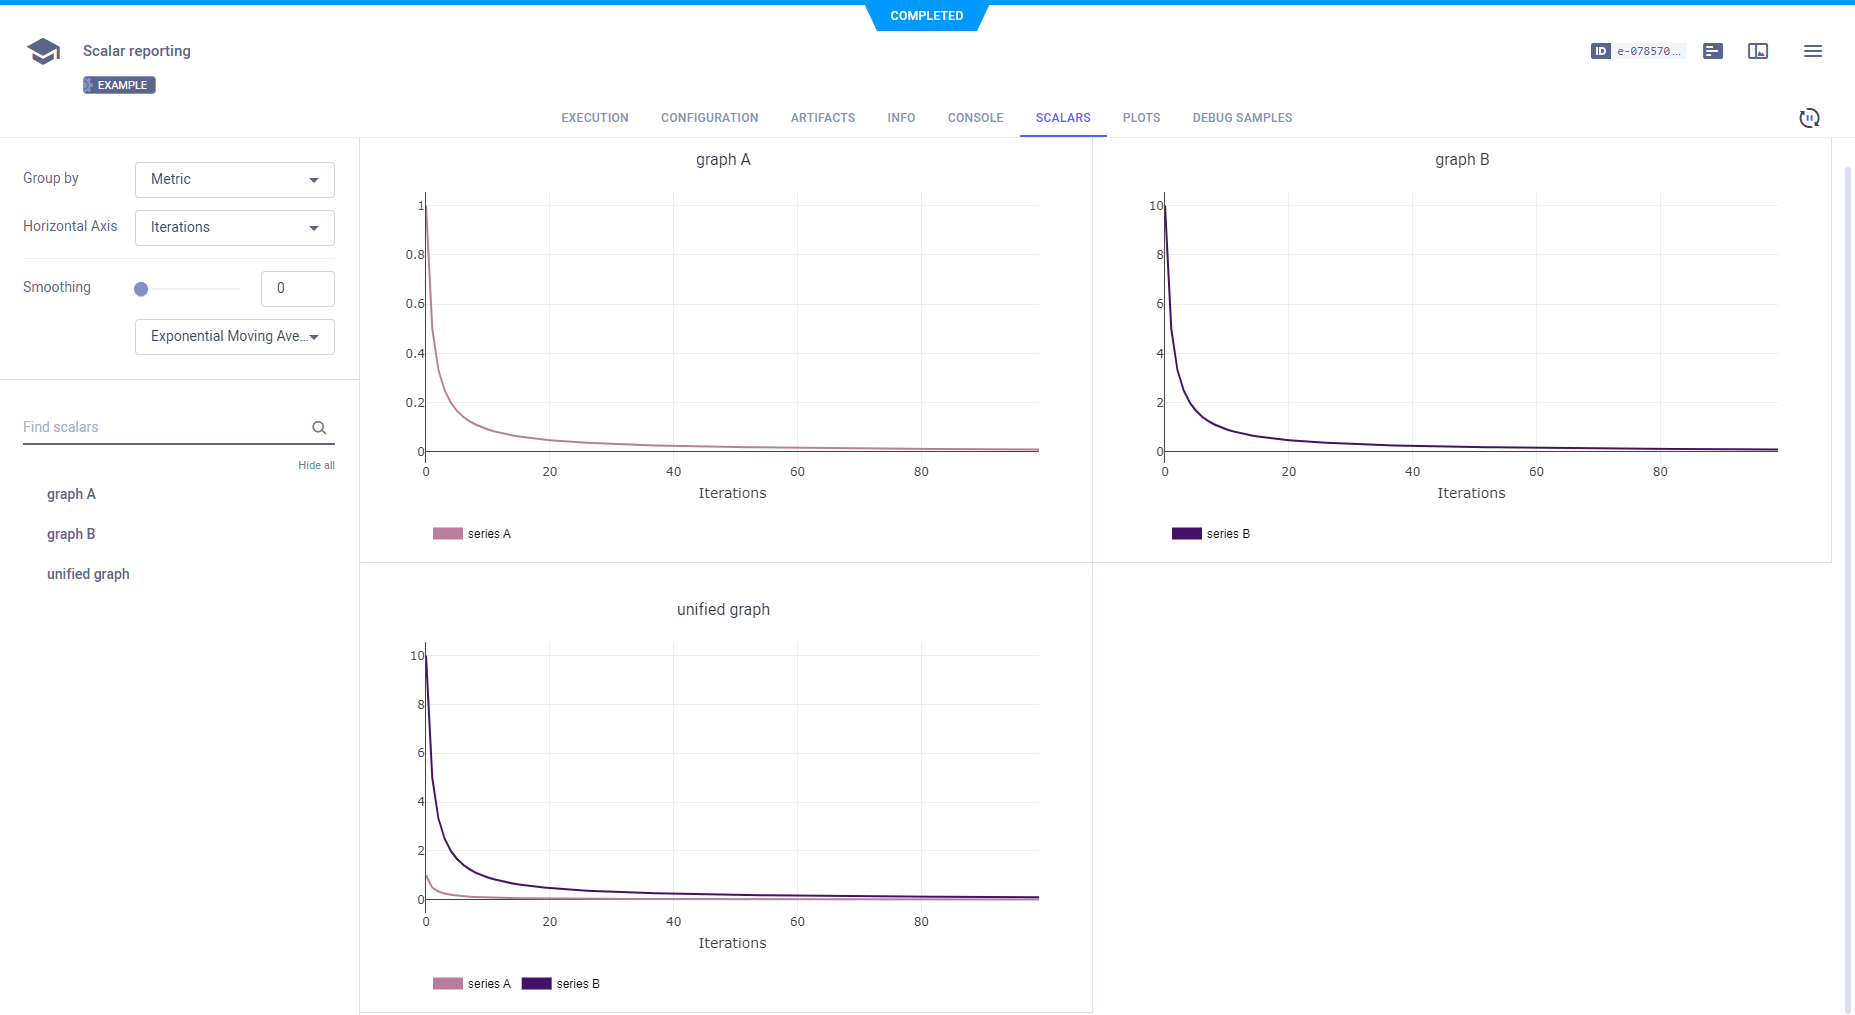 COMPLETED
Scalar reporting
EXAMPLE
ID e-078570...
EXECUTION CONFIGURATION ARTIFACTS INFO CONSOLE SCALARS PLOTS DEBUG SAMPLES
Group by Metric
Horizontal Axis Iterations
Smoothing 0
Exponential Moving Ave...
Find scalars
Hide all
graph A
graph B
unified graph
graph A
1
0.8
0.6
0.4
0.2
0
0 20 40 60 80
Iterations
series A
graph B
10
8
6
4
2
0
0 20 40 60 80
Iterations
series B
unified graph
10
8
6
4
2
0
0 20 40 60 80
Iterations
series A series B